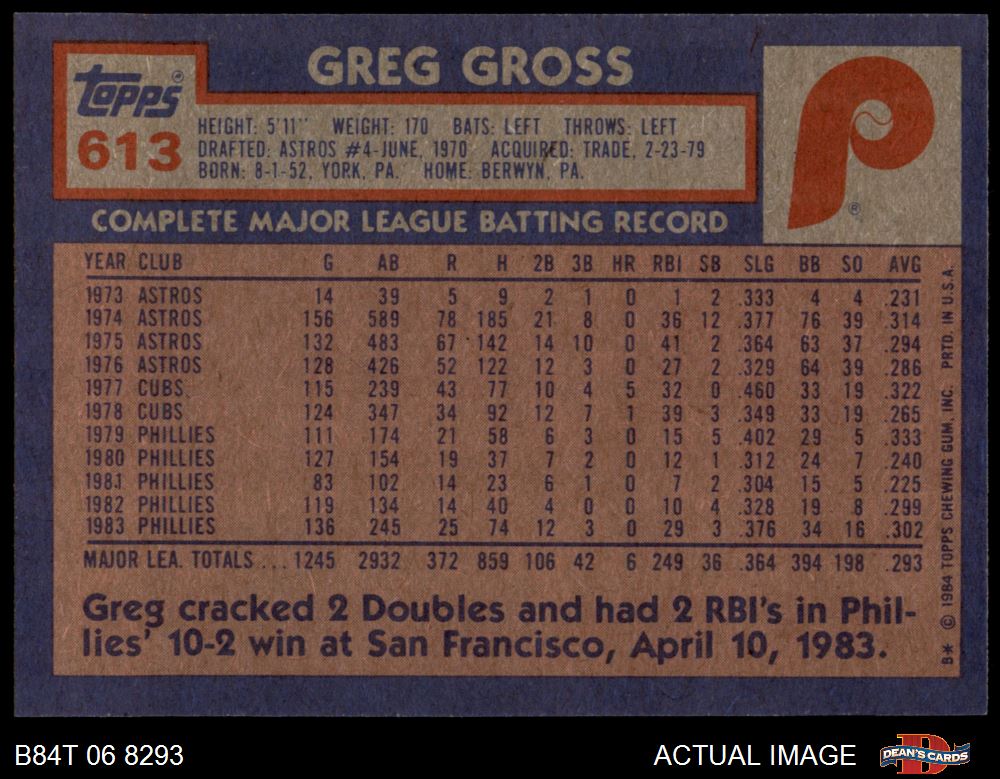 GREG GROSS
Topps®
613
HEIGHT: 5'11" WEIGHT: 170 BATS: LEFT THROWS: LEFT
DRAFTED: ASTROS #4-JUNE, 1970 ACQUIRED: TRADE, 2-23-79
BORN: 8-1-52, YORK, PA. HOME: BERWYN, PA.
P
®
COMPLETE MAJOR LEAGUE BATTING RECORD
YEAR CLUB G AB R H 2B 3B HR RBI SB SLG BB SO AVG
1973 ASTROS 14 39 5 9 2 1 0 1 2 .333 4 4 .231
1974 ASTROS 156 589 78 185 21 8 0 36 12 .377 76 39 .314
1975 ASTROS 132 483 67 142 14 10 0 41 2 .364 63 37 .294
1976 ASTROS 128 426 52 122 12 3 0 27 2 .329 64 39 .286
1977 CUBS 115 239 43 77 10 4 5 32 0 .460 33 19 .322
1978 CUBS 124 347 34 92 12 7 1 39 3 .349 33 19 .265
1979 PHILLIES 111 174 21 58 6 3 0 15 5 .402 29 5 .333
1980 PHILLIES 127 154 19 37 7 2 0 12 1 .312 24 7 .240
1981 PHILLIES 83 102 14 23 6 1 0 7 2 .304 15 5 .225
1982 PHILLIES 119 134 14 40 4 0 0 10 4 .328 19 8 .299
1983 PHILLIES 136 245 25 74 12 3 0 29 3 .376 34 16 .302
MAJOR LEA. TOTALS ... 1245 2932 372 859 106 42 6 249 36 .364 394 198 .293
Greg cracked 2 Doubles and had 2 RBI's in Phil-
lies' 10-2 win at San Francisco, April 10, 1983.
B* © 1984 TOPPS CHEWING GUM, INC. PRTD. IN U.S.A.
B84T 06 8293
ACTUAL IMAGE
D
DEAN'S CARDS